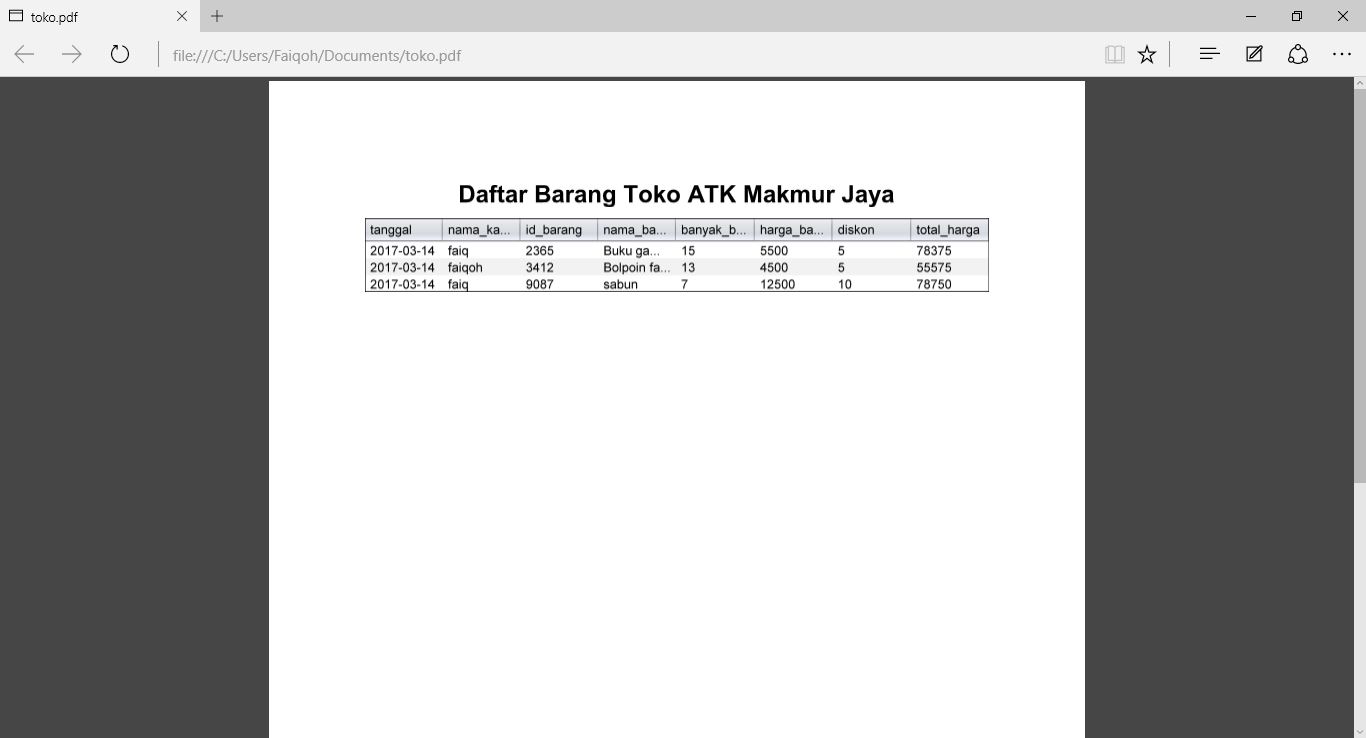 toko.pdf
file:///C:/Users/Faiqoh/Documents/toko.pdf
Daftar Barang Toko ATK Makmur Jaya
tanggal nama_ka... id_barang nama_ba... banyak_b... harga_ba... diskon total_harga
2017-03-14 faiq 2365 Buku ga... 15 5500 5 78375
2017-03-14 faiqoh 3412 Bolpoin fa... 13 4500 5 55575
2017-03-14 faiq 9087 sabun 7 12500 10 78750